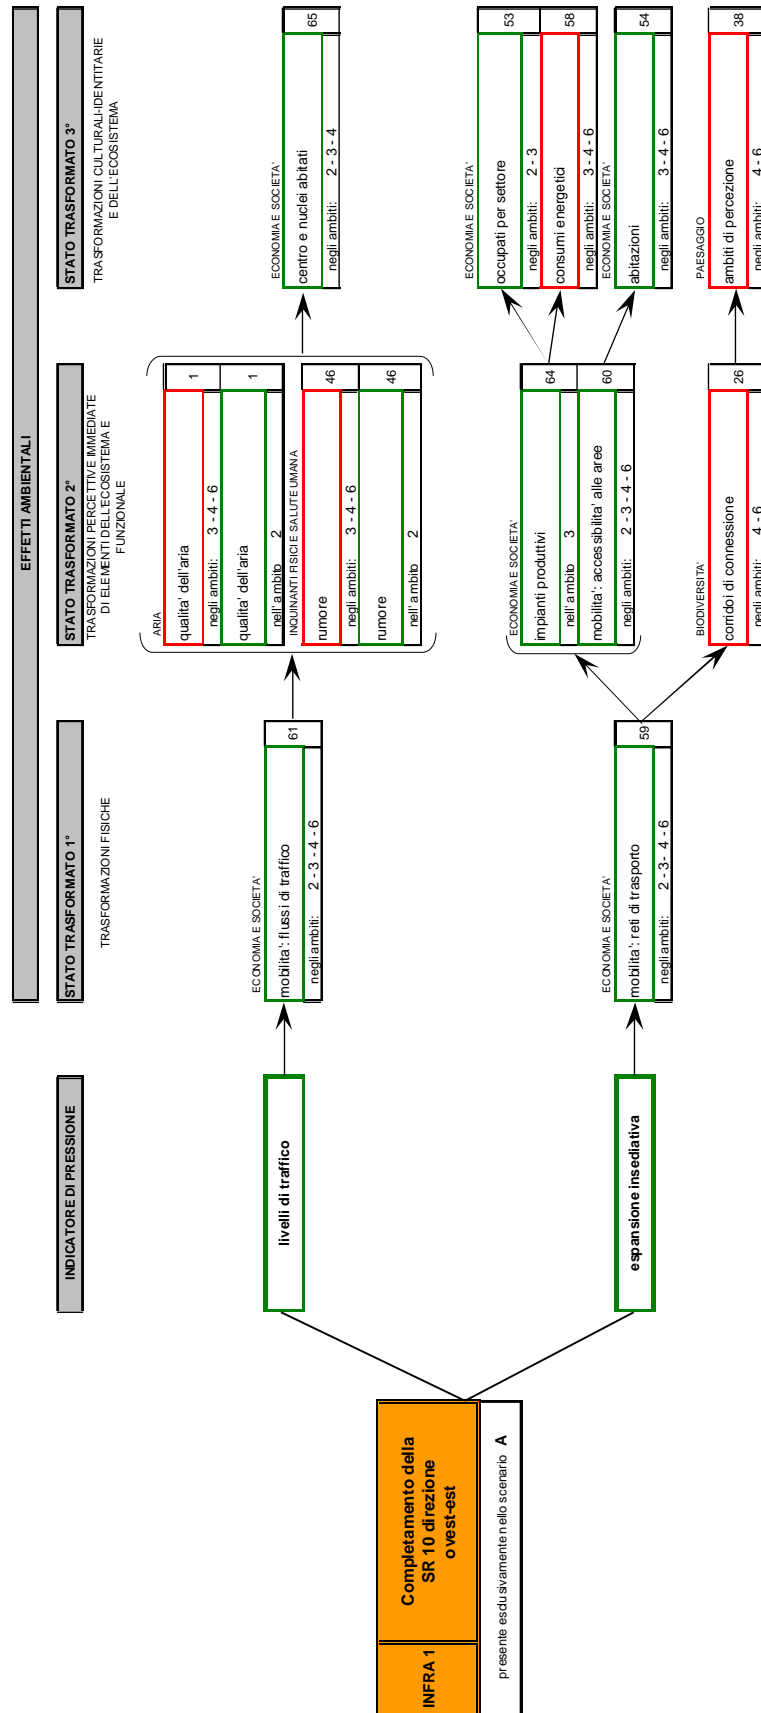 EFFETTI AMBIENTALI
INDICATORE DI PRESSIONE
STATO TRASFORMATO 1°
STATO TRASFORMATO 2°
STATO TRASFORMATO 3°
TRASFORMAZIONI FISICHE
TRASFORMAZIONI PERCETTIVE IMMEDIATE
DI ELEMENTI DELL'ECOSISTEMA E
FUNZIONALE
TRASFORMAZIONI CULTURALI-IDENTITARIE
E DELL'ECOSISTEMA
INFRA 1
Completamento della
SR 10 direzione
ovest-est
presente esclusivamente nello scenario A
livelli di traffico
ECONOMIA E SOCIETA'
mobilita': flussi di traffico 61
negli ambiti: 2 - 3 - 4 - 6
ARIA
qualita' dell'aria 1
negli ambiti: 3 - 4 - 6
qualita' dell'aria 1
nell' ambito 2
INQUINANTI FISICI E SALUTE UMANA
rumore 46
negli ambiti: 3 - 4 - 6
rumore 46
nell' ambito 2
ECONOMIA E SOCIETA'
centro e nuclei abitati 65
negli ambiti: 2 - 3 - 4
espansione insediativa
ECONOMIA E SOCIETA'
mobilita': reti di trasporto 59
negli ambiti: 2 - 3- 4 - 6
ECONOMIA E SOCIETA'
impianti produttivi 64
nell' ambito 3
mobilita': accessibilita' alle aree 60
negli ambiti: 2 - 3 - 4 - 6
ECONOMIA E SOCIETA'
occupati per settore 53
negli ambiti: 2 - 3
consumi energetici 58
negli ambiti: 3 - 4 - 6
ECONOMIA E SOCIETA'
abitazioni 54
negli ambiti: 3 - 4 - 6
BIODIVERSITA'
corridoi di connessione 26
negli ambiti: 4 - 6
PAESAGGIO
ambiti di percezione 38
negli ambiti: 4 - 6